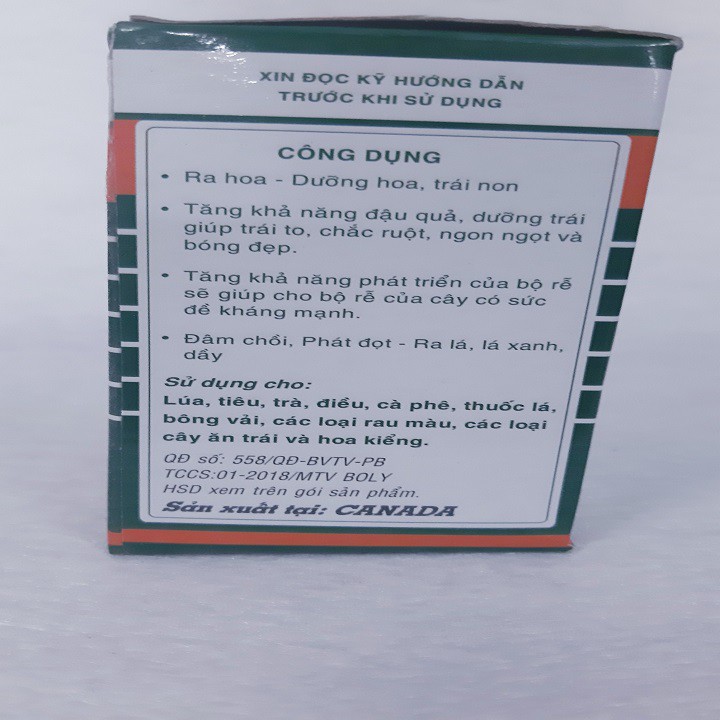 XIN ĐỌC KỸ HƯỚNG DẪN
TRƯỚC KHI SỬ DỤNG
CÔNG DỤNG
• Ra hoa - Dưỡng hoa, trái non
• Tăng khả năng đậu quả, dưỡng trái
giúp trái to, chắc ruột, ngon ngọt và
bóng đẹp.
• Tăng khả năng phát triển của bộ rễ
sẽ giúp cho bộ rễ của cây có sức
đề kháng mạnh.
• Đâm chồi, Phát đọt - Ra lá, lá xanh,
dầy
Sử dụng cho:
Lúa, tiêu, trà, điều, cà phê, thuốc lá,
bông vải, các loại rau màu, các loại
cây ăn trái và hoa kiểng.
QĐ số: 558/QĐ-BVTV-PB
TCCS:01-2018/MTV BOLY
HSD xem trên gói sản phẩm.
Sản xuất tại: CANADA